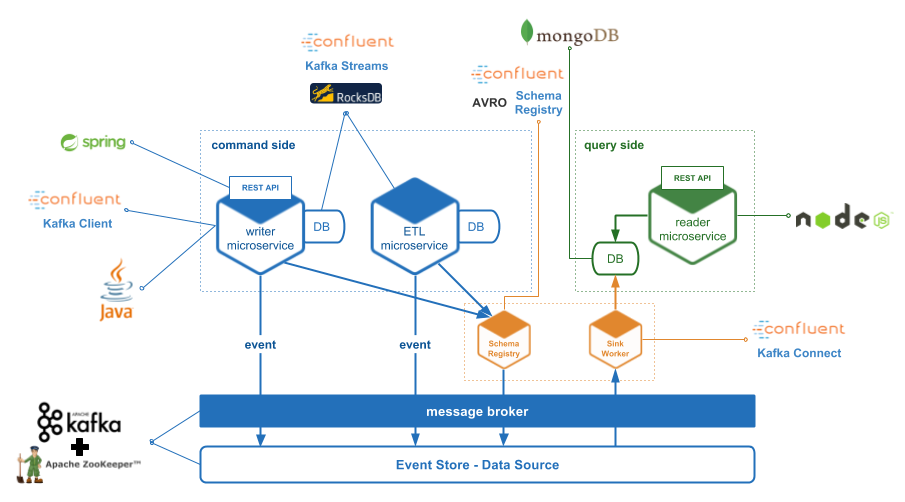 mongoDB
confluent
Kafka Streams
RocksDB
confluent
AVRO
Schema
Registry
command side
query side
spring
REST API
REST API
confluent
Kafka Client
writer
microservice
DB
ETL
microservice
DB
reader
microservice
node
JS
DB
Java
event
event
Schema
Registry
Sink
Worker
confluent
Kafka Connect
APACHE
kafka
message broker
Apache ZooKeeper™
Event Store - Data Source